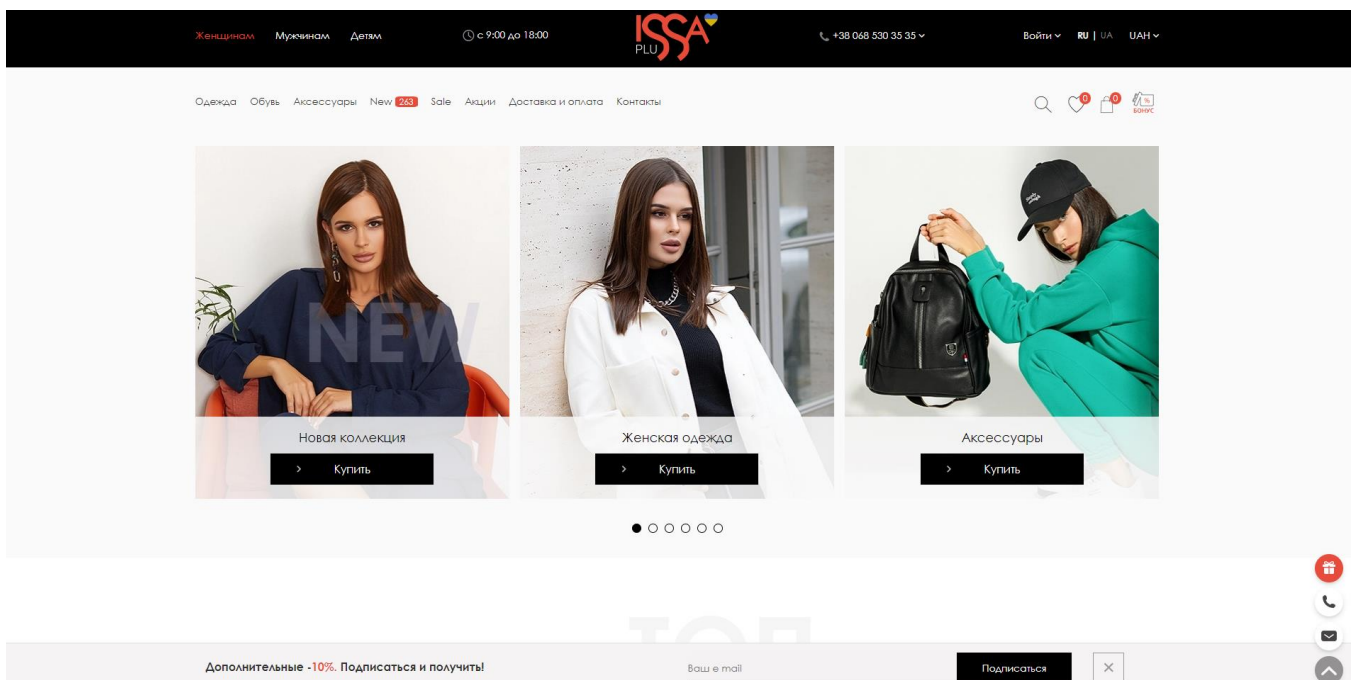 Женщинам Мужчинам Детям с 9:00 до 18:00 ISSA PLUS +38 068 530 35 35 Войти RU | UA UAH
Одежда Обувь Аксессуары New 263 Sale Акции Доставка и оплата Контакты 0 0 % БОНУС
NEW
Новая коллекция Женская одежда Аксессуары
Купить Купить Купить
ТОП
Дополнительные -10%. Подписаться и получить! Ваш e mail Подписаться